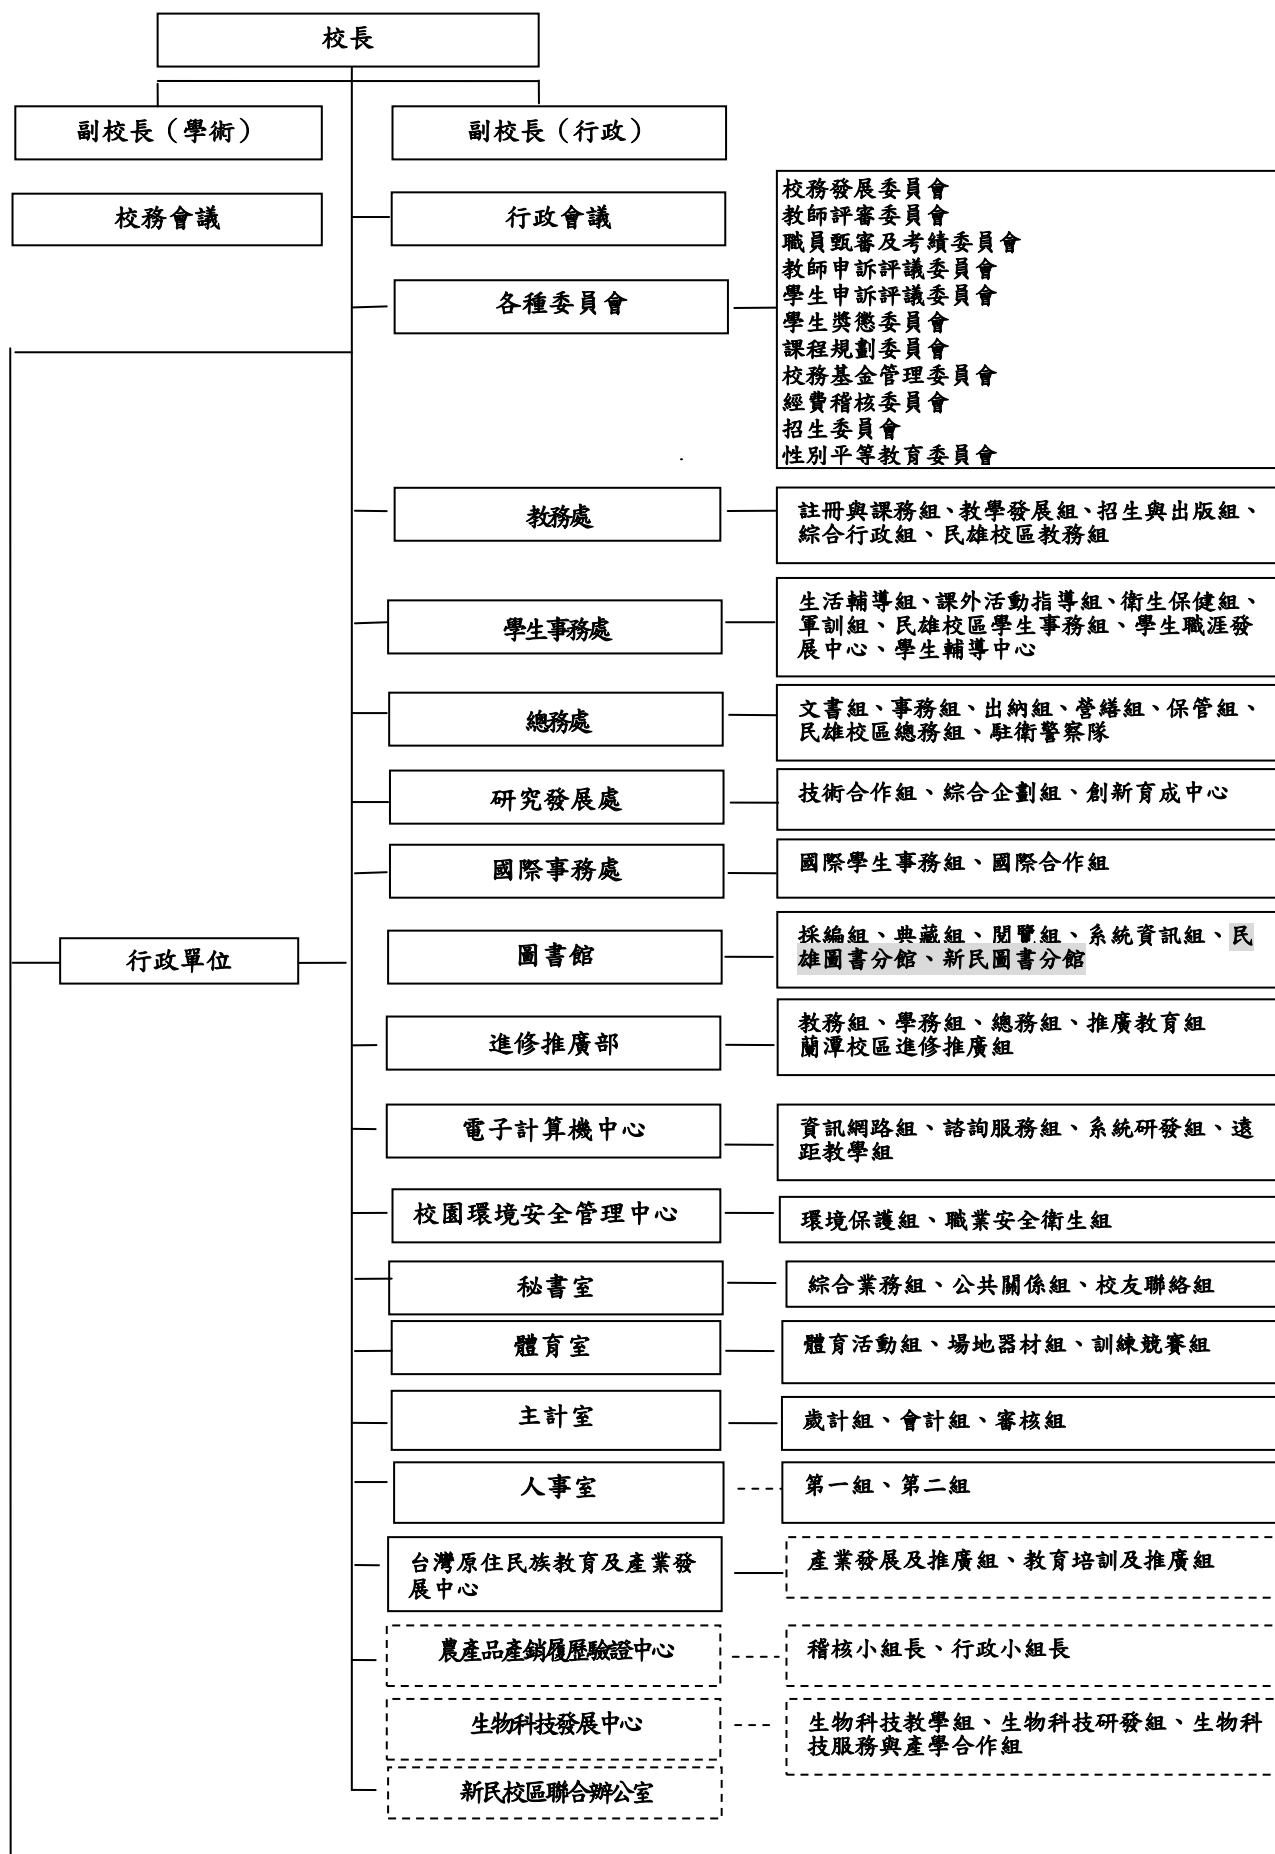 校長
副校長（學術）
副校長（行政）
校務會議
行政會議
各種委員會
校務發展委員會
教師評審委員會
職員甄審及考績委員會
教師申訴評議委員會
學生申訴評議委員會
學生獎懲委員會
課程規劃委員會
校務基金管理委員會
經費稽核委員會
招生委員會
性別平等教育委員會
教務處
註冊與課務組、教學發展組、招生與出版組、
綜合行政組、民雄校區教務組
學生事務處
生活輔導組、課外活動指導組、衛生保健組、
軍訓組、民雄校區學生事務組、學生職涯發
展中心、學生輔導中心
總務處
文書組、事務組、出納組、營繕組、保管組、
民雄校區總務組、駐衛警察隊
研究發展處
技術合作組、綜合企劃組、創新育成中心
國際事務處
國際學生事務組、國際合作組
行政單位
圖書館
採編組、典藏組、閱覽組、系統資訊組、民
雄圖書分館、新民圖書分館
進修推廣部
教務組、學務組、總務組、推廣教育組
蘭潭校區進修推廣組
電子計算機中心
資訊網路組、諮詢服務組、系統研發組、遠
距教學組
校園環境安全管理中心
環境保護組、職業安全衛生組
秘書室
綜合業務組、公共關係組、校友聯絡組
體育室
體育活動組、場地器材組、訓練競賽組
主計室
歲計組、會計組、審核組
人事室
第一組、第二組
台灣原住民族教育及產業發
展中心
產業發展及推廣組、教育培訓及推廣組
農產品產銷履歷驗證中心
稽核小組長、行政小組長
生物科技發展中心
生物科技教學組、生物科技研發組、生物科
技服務與產學合作組
新民校區聯合辦公室